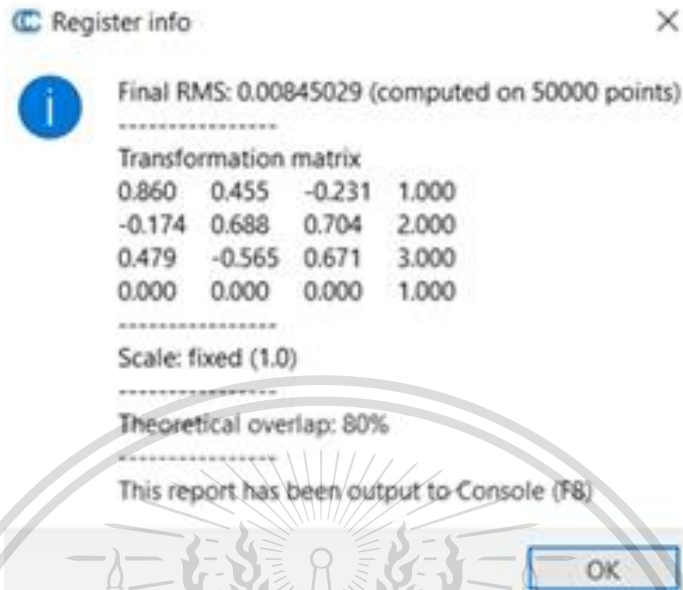 Register info
Final RMS: 0.00845029 (computed on 50000 points)
-----------------
Transformation matrix
0.860 0.455 -0.231 1.000
-0.174 0.688 0.704 2.000
0.479 -0.565 0.671 3.000
0.000 0.000 0.000 1.000
-----------------
Scale: fixed (1.0)
-----------------
Theoretical overlap: 80%
-----------------
This report has been output to Console (F8)
OK